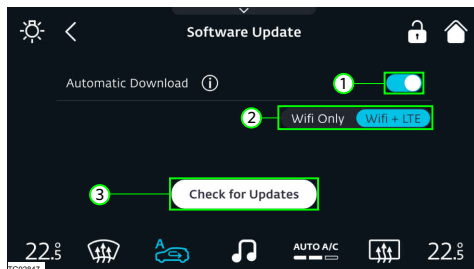 Software Update
Automatic Download i
1
2 Wifi Only Wifi + LTE
3 Check for Updates
22.5 A AUTO A/C 22.5
TC02847